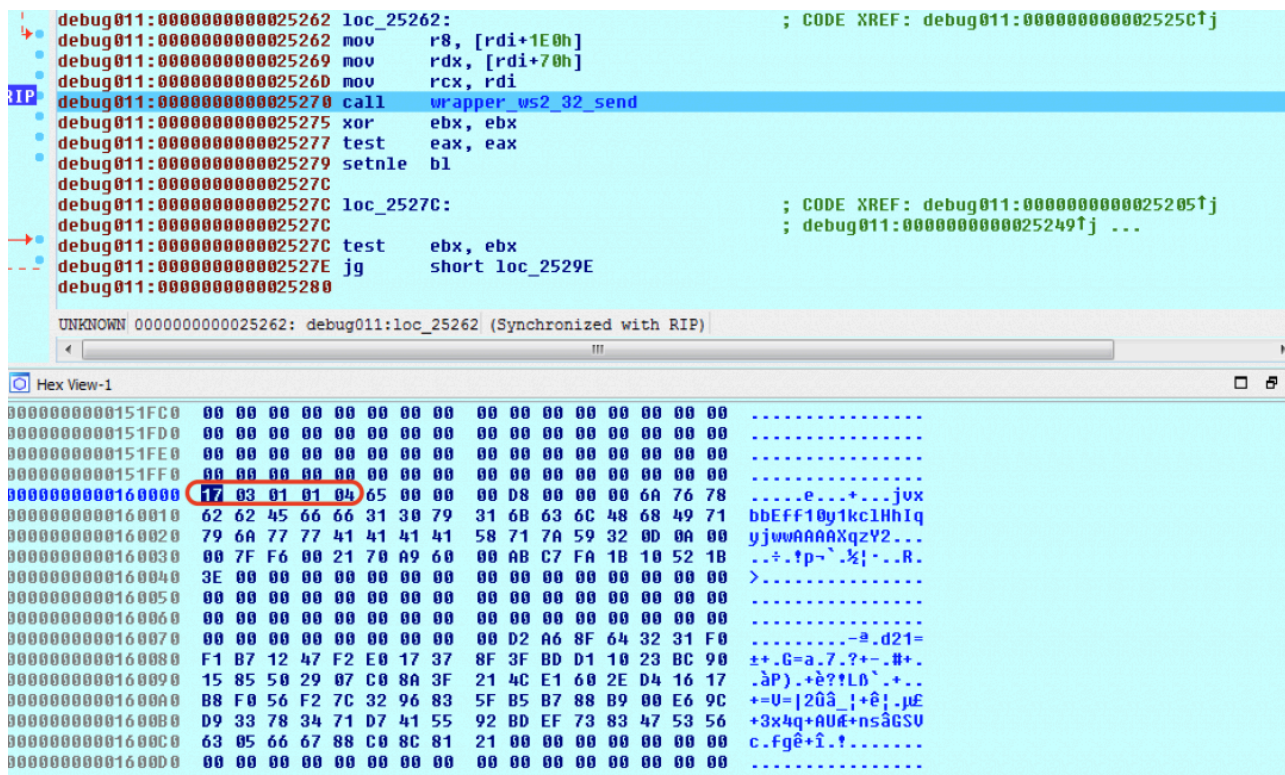 debug011:0000000000025262 loc_25262: ; CODE XREF: debug011:000000000002525C↑j
debug011:0000000000025262 mov r8, [rdi+1E0h]
debug011:0000000000025269 mov rdx, [rdi+70h]
debug011:000000000002526D mov rcx, rdi
RIP debug011:0000000000025270 call wrapper_ws2_32_send
debug011:0000000000025275 xor ebx, ebx
debug011:0000000000025277 test eax, eax
debug011:0000000000025279 setnle bl
debug011:000000000002527C
debug011:000000000002527C loc_2527C: ; CODE XREF: debug011:0000000000025205↑j
debug011:000000000002527C ; debug011:0000000000025249↑j ...
debug011:000000000002527C test ebx, ebx
debug011:000000000002527E jg short loc_2529E
debug011:0000000000025280
UNKNOWN 0000000000025262: debug011:loc_25262 (Synchronized with RIP)
Hex View-1
0000000000151FC0 00 00 00 00 00 00 00 00 00 00 00 00 00 00 00 00 ................
0000000000151FD0 00 00 00 00 00 00 00 00 00 00 00 00 00 00 00 00 ................
0000000000151FE0 00 00 00 00 00 00 00 00 00 00 00 00 00 00 00 00 ................
0000000000151FF0 00 00 00 00 00 00 00 00 00 00 00 00 00 00 00 00 ................
0000000000160000 17 03 01 01 04 65 00 00 00 D8 00 00 00 6A 76 78 .....e...+...jvx
0000000000160010 62 62 45 66 66 31 30 79 31 6B 63 6C 48 68 49 71 bbEff10y1kclHhIq
0000000000160020 79 6A 77 77 41 41 41 41 58 71 7A 59 32 0D 0A 00 yjwwAAAAXqzY2...
0000000000160030 00 7F F6 00 21 70 A9 60 00 AB C7 FA 1B 10 52 1B ..÷.!p¬`.½¦·..R.
0000000000160040 3E 00 00 00 00 00 00 00 00 00 00 00 00 00 00 00 >...............
0000000000160050 00 00 00 00 00 00 00 00 00 00 00 00 00 00 00 00 ................
0000000000160060 00 00 00 00 00 00 00 00 00 00 00 00 00 00 00 00 ................
0000000000160070 00 00 00 00 00 00 00 00 00 D2 A6 8F 64 32 31 F0 .........-ª.d21=
0000000000160080 F1 B7 12 47 F2 E0 17 37 8F 3F BD D1 10 23 BC 90 ±+.G=a.7.?+-.#+.
0000000000160090 15 85 50 29 07 C0 8A 3F 21 4C E1 60 2E D4 16 17 .àP).+è?!Lß`.+..
00000000001600A0 B8 F0 56 F2 7C 32 96 83 5F B5 B7 88 B9 00 E6 9C +=V=|2ûâ_¦+ê¦.µ£
00000000001600B0 D9 33 78 34 71 D7 41 55 92 BD EF 73 83 47 53 56 +3x4q+AUÆ+nsâGSV
00000000001600C0 63 05 66 67 88 C0 8C 81 21 00 00 00 00 00 00 00 c.fgê+î.!.......
00000000001600D0 00 00 00 00 00 00 00 00 00 00 00 00 00 00 00 00 ................